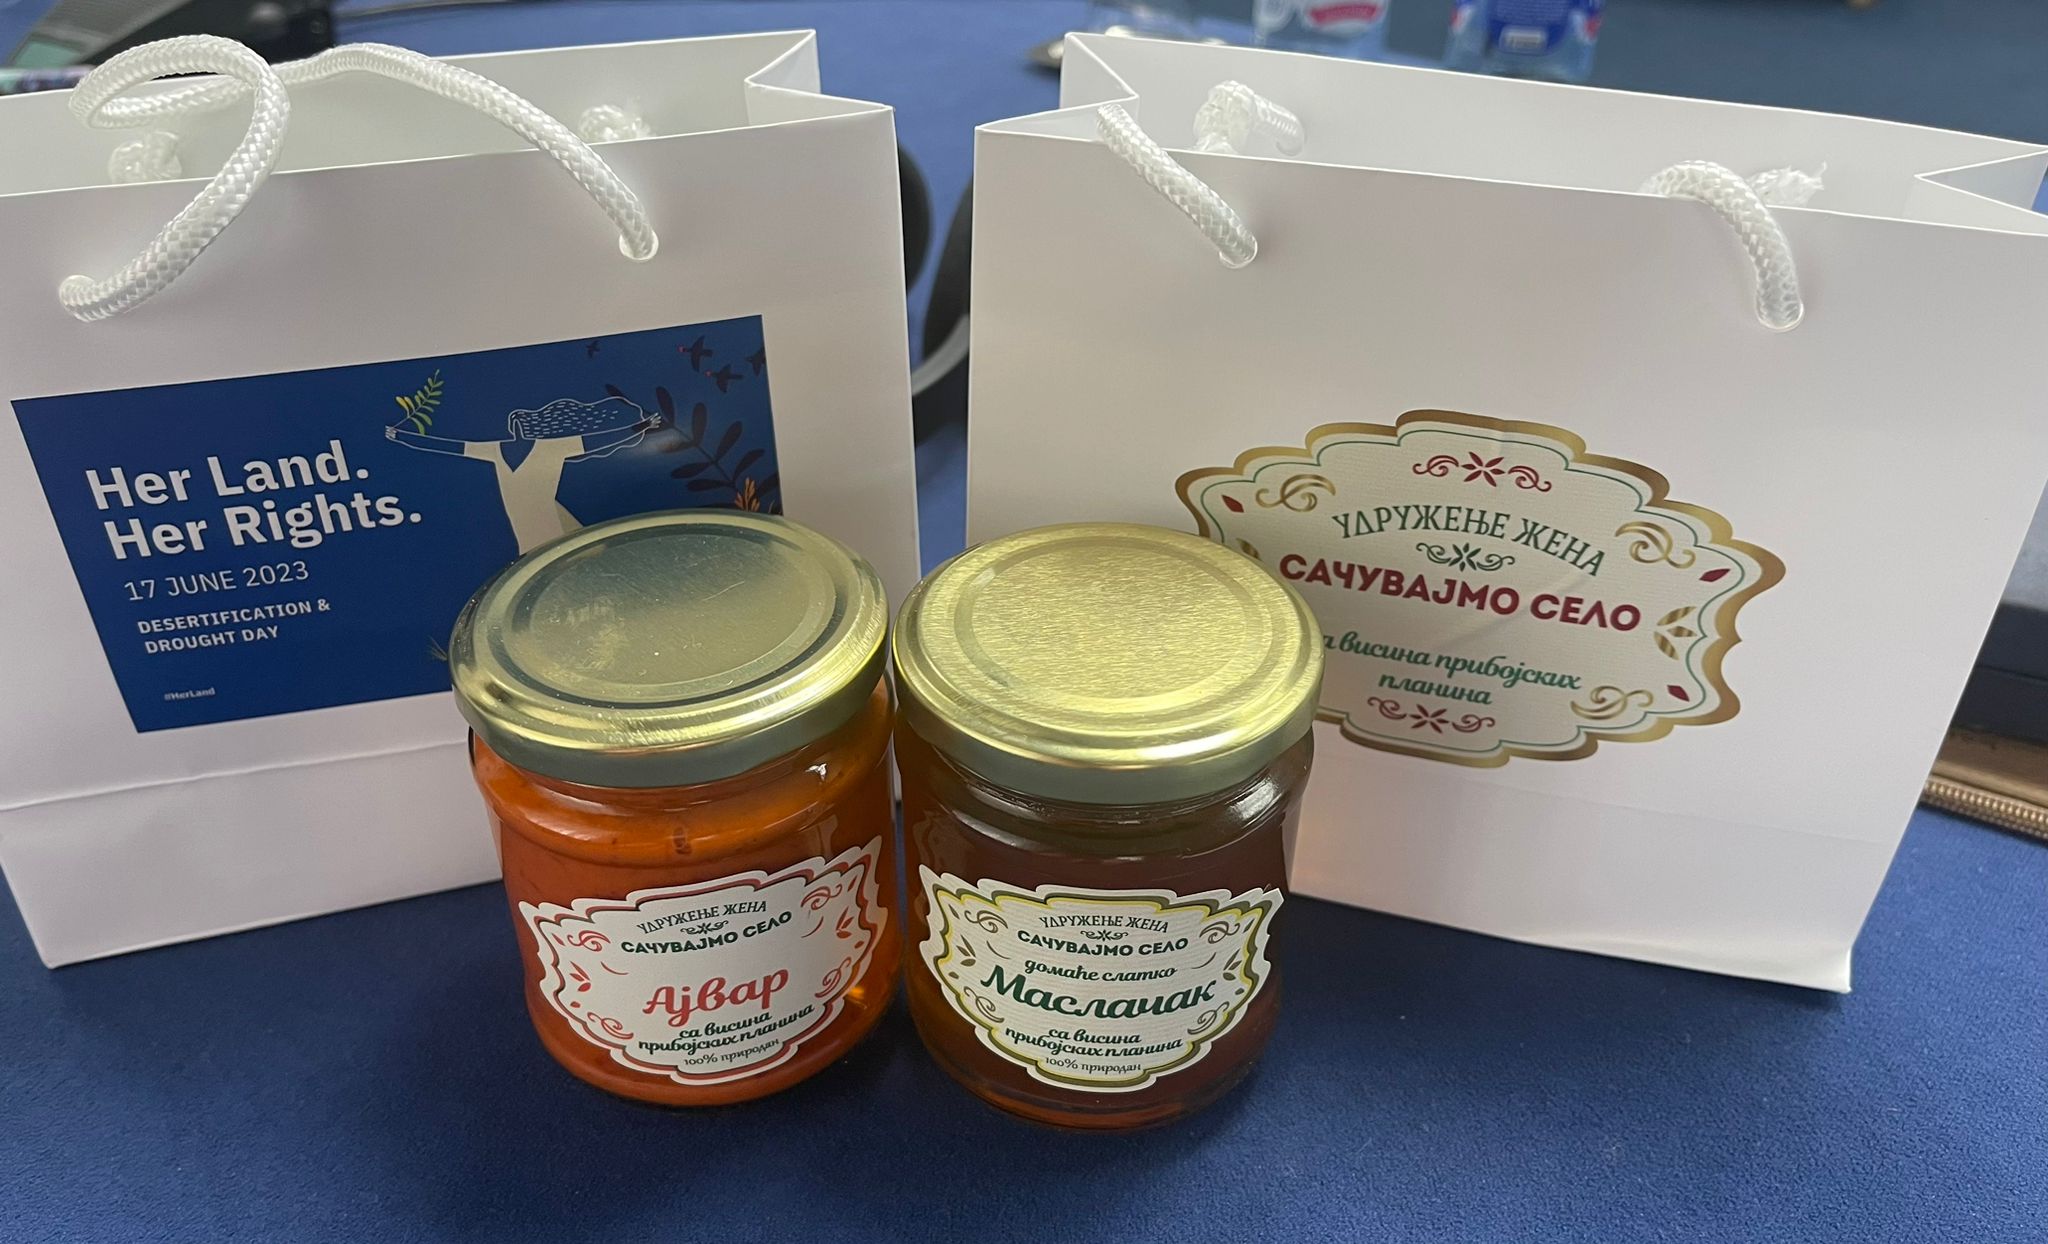 Her Land.
Her Rights.
17 JUNE 2023
DESERTIFICATION &
DROUGHT DAY
#HerLand
УДРУЖЕЊЕ ЖЕНА
САЧУВАЈМО СЕЛО
са висина прибојских
планина
УДРУЖЕЊЕ ЖЕНА
САЧУВАЈМО СЕЛО
Ајвар
са висина
прибојских планина
100% природан
УДРУЖЕЊЕ ЖЕНА
САЧУВАЈМО СЕЛО
домаће слатко
Маслачак
са висина
прибојских планина
100% природан